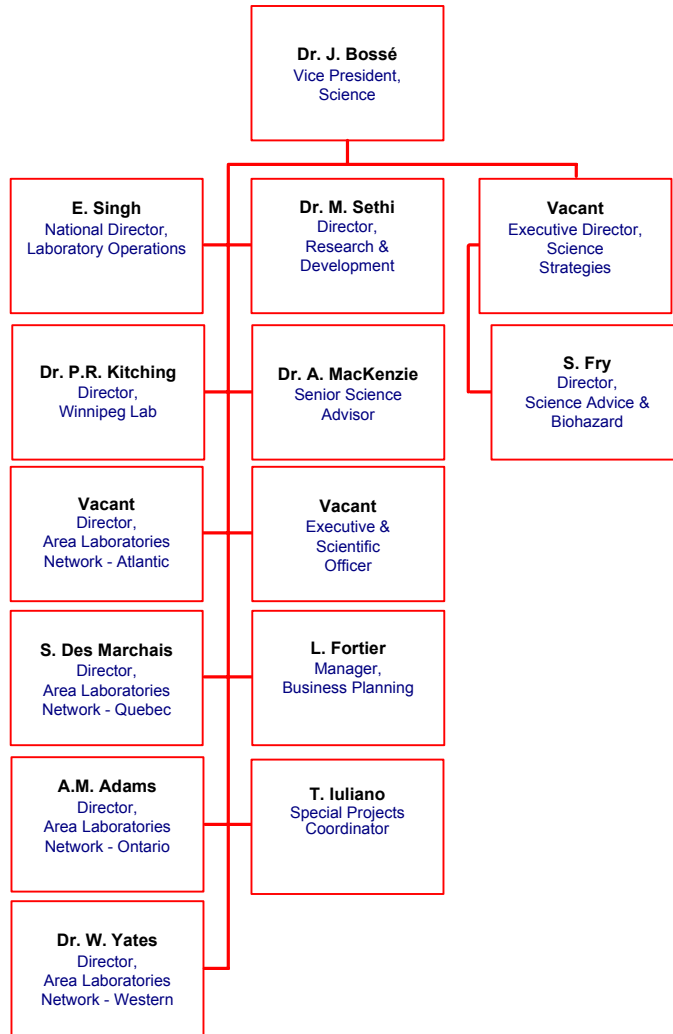 Dr. J. Bossé
Vice President,
Science
E. Singh
National Director,
Laboratory Operations
Dr. M. Sethi
Director,
Research &
Development
Vacant
Executive Director,
Science
Strategies
Dr. P.R. Kitching
Director,
Winnipeg Lab
Dr. A. MacKenzie
Senior Science
Advisor
S. Fry
Director,
Science Advice &
Biohazard
Vacant
Director,
Area Laboratories
Network - Atlantic
Vacant
Executive &
Scientific
Officer
S. Des Marchais
Director,
Area Laboratories
Network - Quebec
L. Fortier
Manager,
Business Planning
A.M. Adams
Director,
Area Laboratories
Network - Ontario
T. Iuliano
Special Projects
Coordinator
Dr. W. Yates
Director,
Area Laboratories
Network - Western